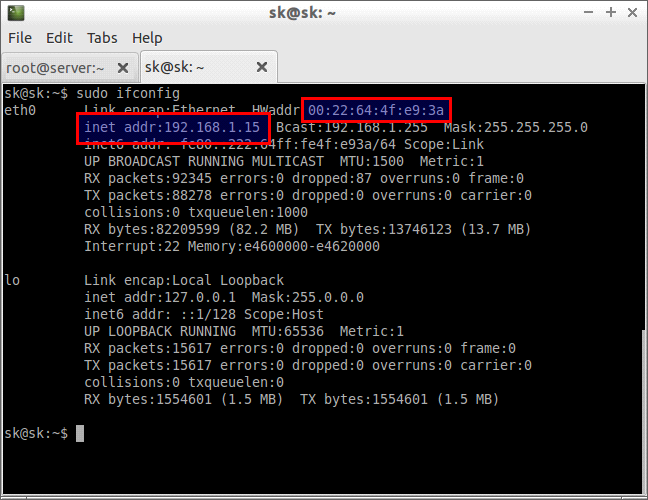 sk@sk: ~
File Edit Tabs Help
root@server:~ sk@sk: ~
sk@sk:~$ sudo ifconfig
eth0 Link encap:Ethernet HWaddr 00:22:64:4f:e9:3a
inet addr:192.168.1.15 Bcast:192.168.1.255 Mask:255.255.255.0
inet6 addr: fe80::222:64ff:fe4f:e93a/64 Scope:Link
UP BROADCAST RUNNING MULTICAST MTU:1500 Metric:1
RX packets:92345 errors:0 dropped:87 overruns:0 frame:0
TX packets:88278 errors:0 dropped:0 overruns:0 carrier:0
collisions:0 txqueuelen:1000
RX bytes:82209599 (82.2 MB) TX bytes:13746123 (13.7 MB)
Interrupt:22 Memory:e4600000-e4620000
lo Link encap:Local Loopback
inet addr:127.0.0.1 Mask:255.0.0.0
inet6 addr: ::1/128 Scope:Host
UP LOOPBACK RUNNING MTU:65536 Metric:1
RX packets:15617 errors:0 dropped:0 overruns:0 frame:0
TX packets:15617 errors:0 dropped:0 overruns:0 carrier:0
collisions:0 txqueuelen:0
RX bytes:1554601 (1.5 MB) TX bytes:1554601 (1.5 MB)
sk@sk:~$